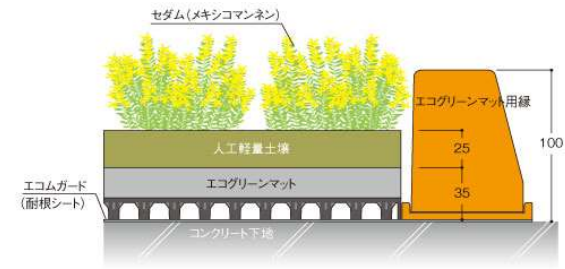 セダム(メキシコマンネン)
エコグリーンマット用縁
人工軽量土壌
25
100
エコグリーンマット
35
エコムガード
(耐根シート)
コンクリート下地